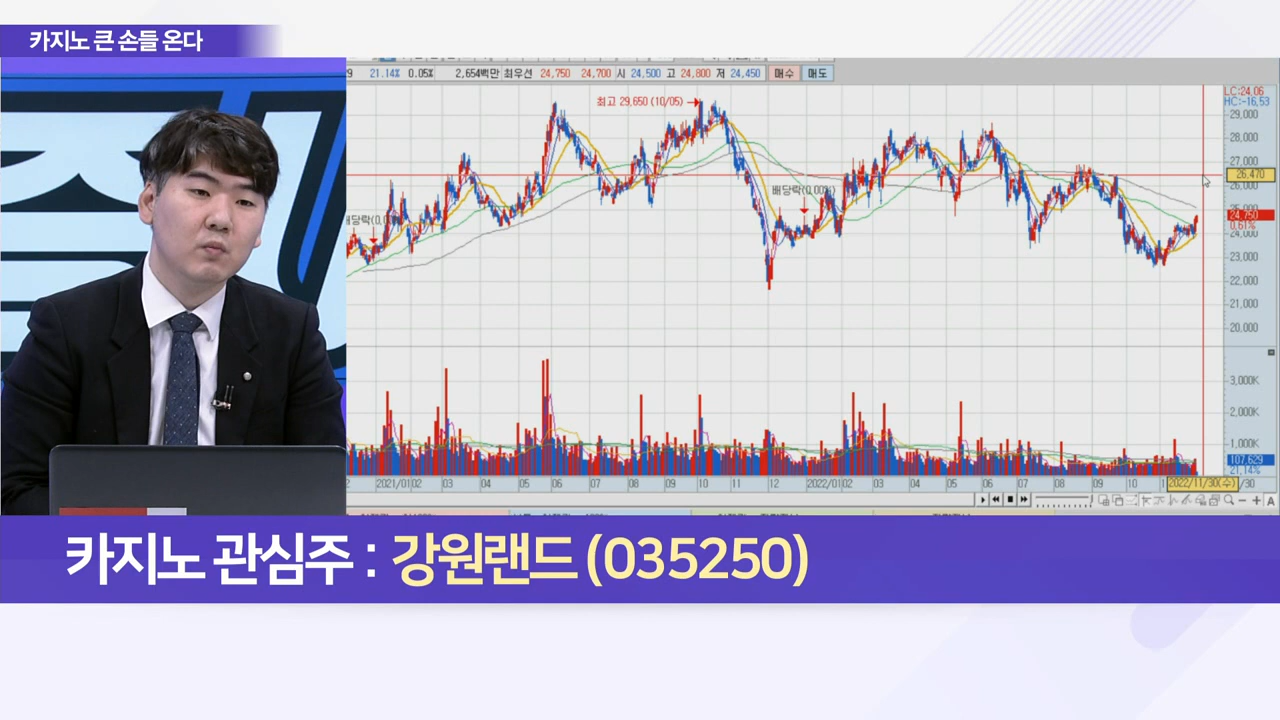 카지노 큰 손들 온다
21.14% 0.05% 2,654백만 최우선 24,750 24,700 시 24,500 고 24,800 저 24,450 매수 매도
최고 29,650 (10/05)
배당락(0.00%)
LC:24.06
HC:-16.53
29,000
28,000
27,000
26,470
26,000
25,000
24,750
0.61%
24,000
23,000
22,000
21,000
20,000
3,000K
2,000K
1,000K
107,629
21.14%
2021/01 02 03 04 05 06 07 08 09 10 11 12 2022/01 02 03 04 05 06 07 08 09 10 2022/11/30(수) /30
카지노 관심주 : 강원랜드 (035250)